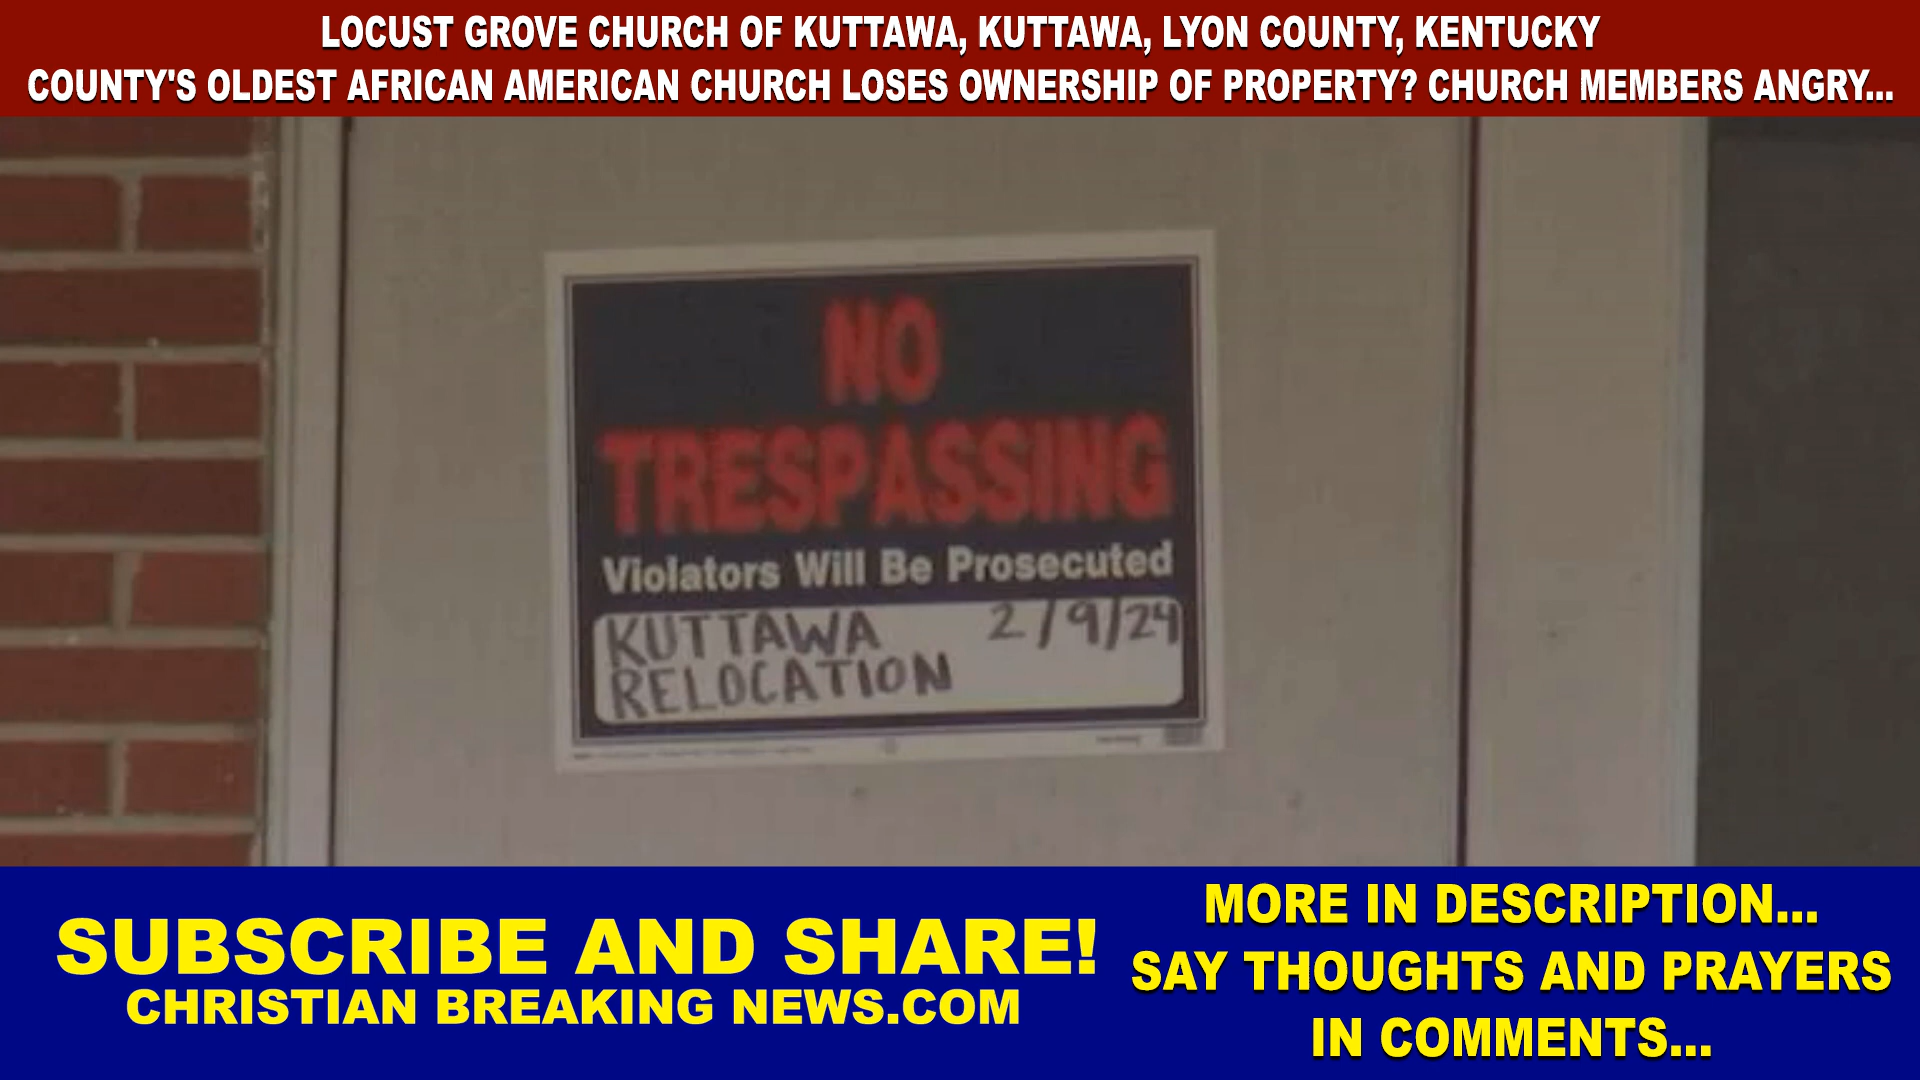 LOCUST GROVE CHURCH OF KUTTAWA, KUTTAWA, LYON COUNTY, KENTUCKY
COUNTY'S OLDEST AFRICAN AMERICAN CHURCH LOSES OWNERSHIP OF PROPERTY? CHURCH MEMBERS ANGRY...
NO
TRESPASSING
Violators Will Be Prosecuted
KUTTAWA 2/9/24
RELOCATION
SUBSCRIBE AND SHARE!
CHRISTIAN BREAKING NEWS.COM
MORE IN DESCRIPTION...
SAY THOUGHTS AND PRAYERS
IN COMMENTS...